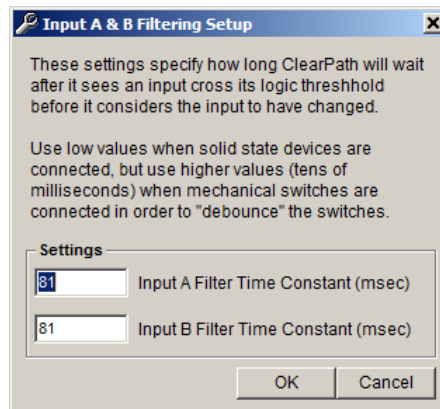 Input A & B Filtering Setup
These settings specify how long ClearPath will wait
after it sees an input cross its logic threshhold
before it considers the input to have changed.
Use low values when solid state devices are
connected, but use higher values (tens of
milliseconds) when mechanical switches are
connected in order to "debounce" the switches.
Settings
81 Input A Filter Time Constant (msec)
81 Input B Filter Time Constant (msec)
OK Cancel